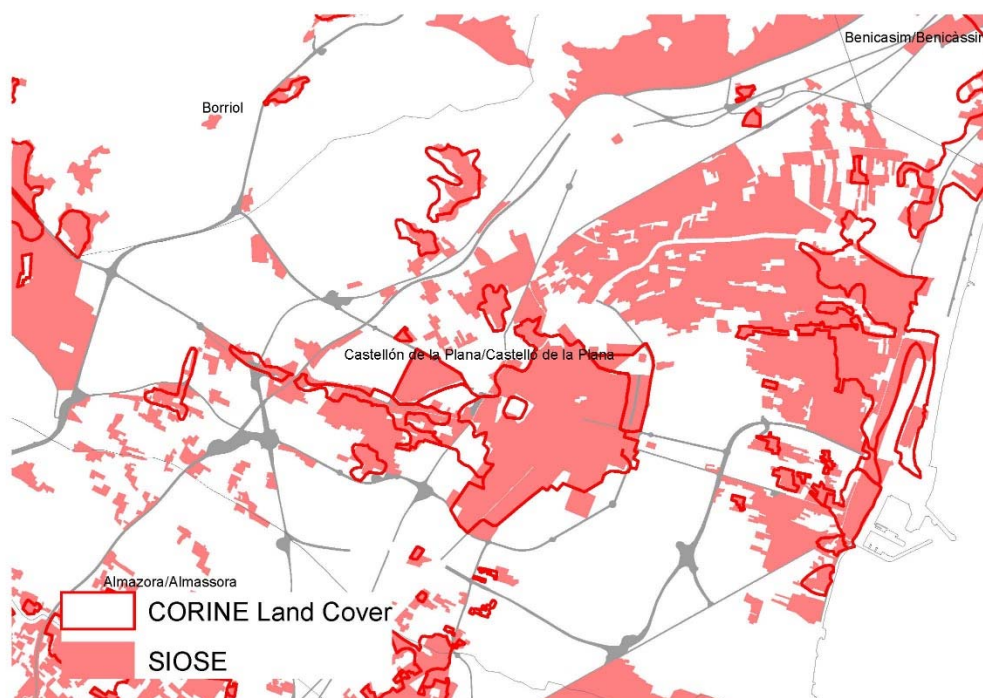 Benicasim/Benicàssim
Borriol
Castellón de la Plana/Castelló de la Plana
Almazora/Almassora
CORINE Land Cover
SIOSE